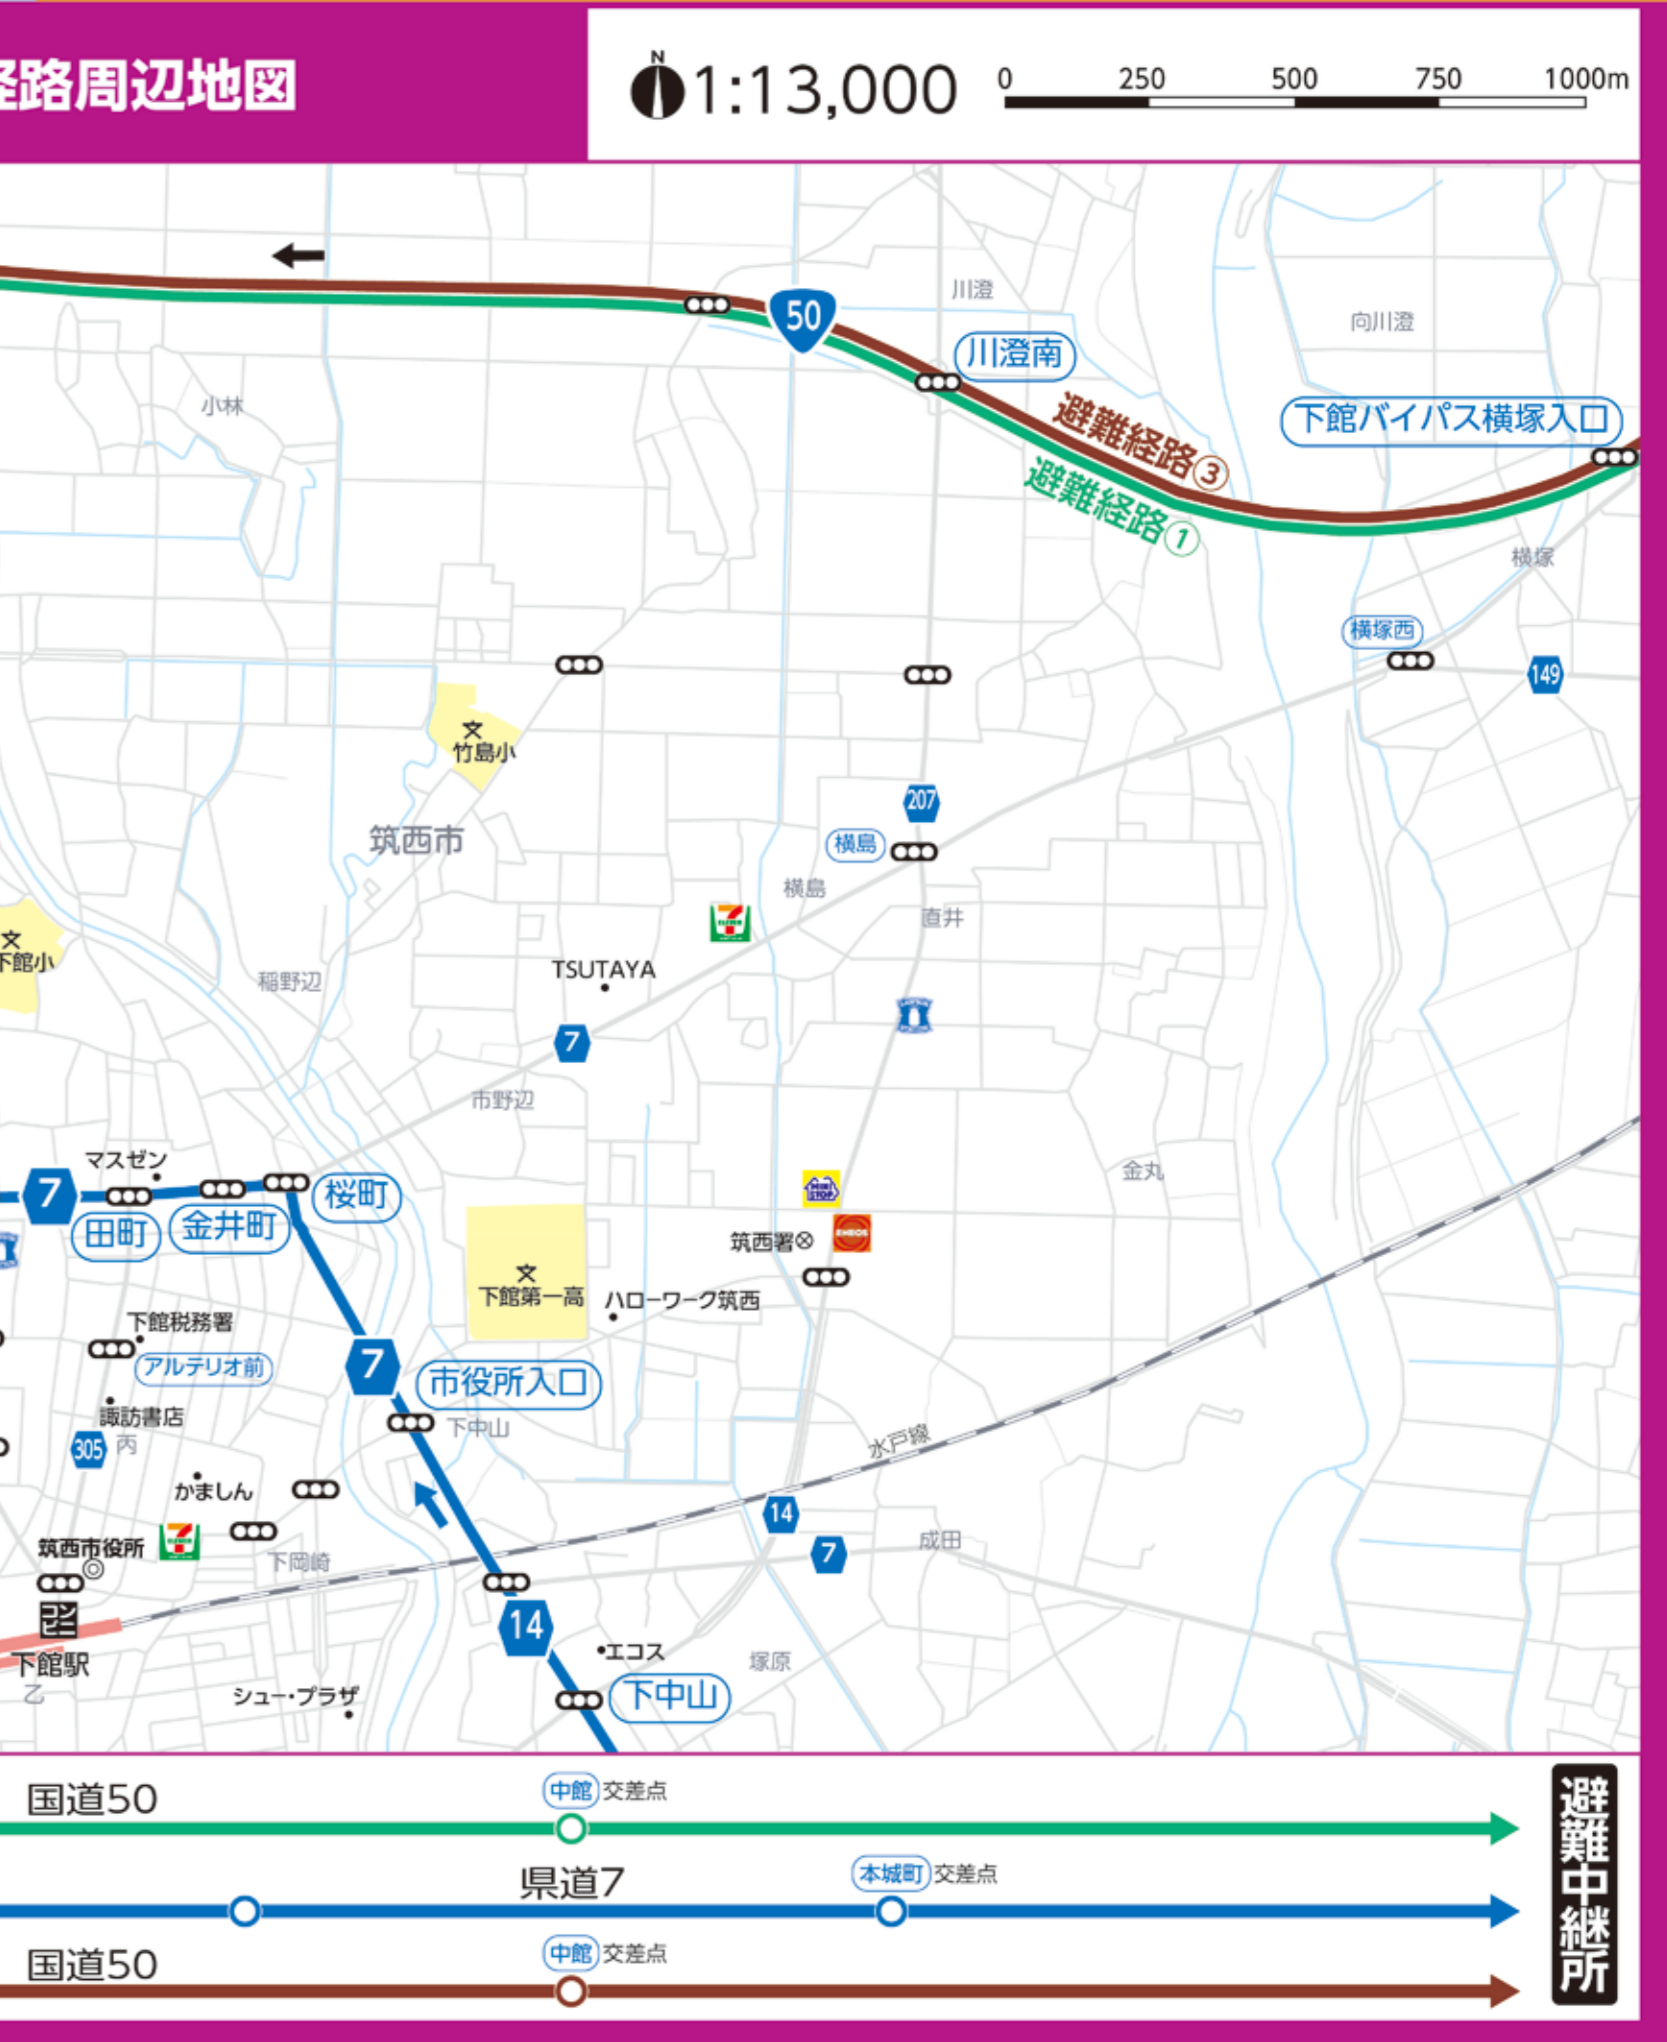 経路周辺地図
N
1:13,000
0 250 500 750 1000m
50
川澄
向川澄
川澄南
下館バイパス横塚入口
小林
避難経路③
避難経路①
横塚
横塚西
149
文
竹島小
筑西市
207
横島
横島
直井
文
下館小
稲野辺
TSUTAYA
7
市野辺
マスゼン
7
田町
金井町
桜町
金丸
MINI STOP
ENEOS
筑西署
文
下館第一高
ハローワーク筑西
下館税務署
アルテリオ前
7
市役所入口
下中山
諏訪書店
305
丙
水戸線
かましん
14
7
成田
筑西市役所
下岡崎
コンビニ
14
エコス
塚原
下館駅
乙
シュー・プラザ
下中山
国道50
中館 交差点
県道7
本城町 交差点
国道50
中館 交差点
避難中継所